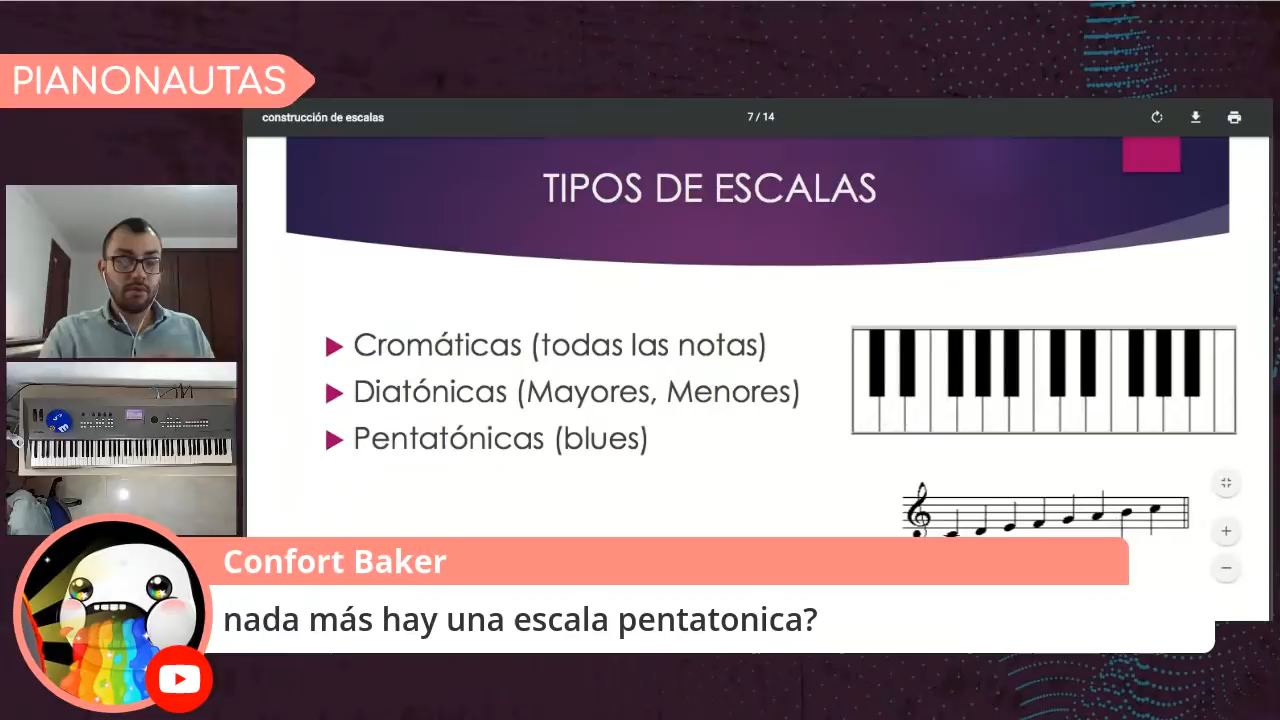 PIANONAUTAS
construcción de escalas
7 / 14
TIPOS DE ESCALAS
Cromáticas (todas las notas)
Diatónicas (Mayores, Menores)
Pentatónicas (blues)
Confort Baker
nada más hay una escala pentatonica?